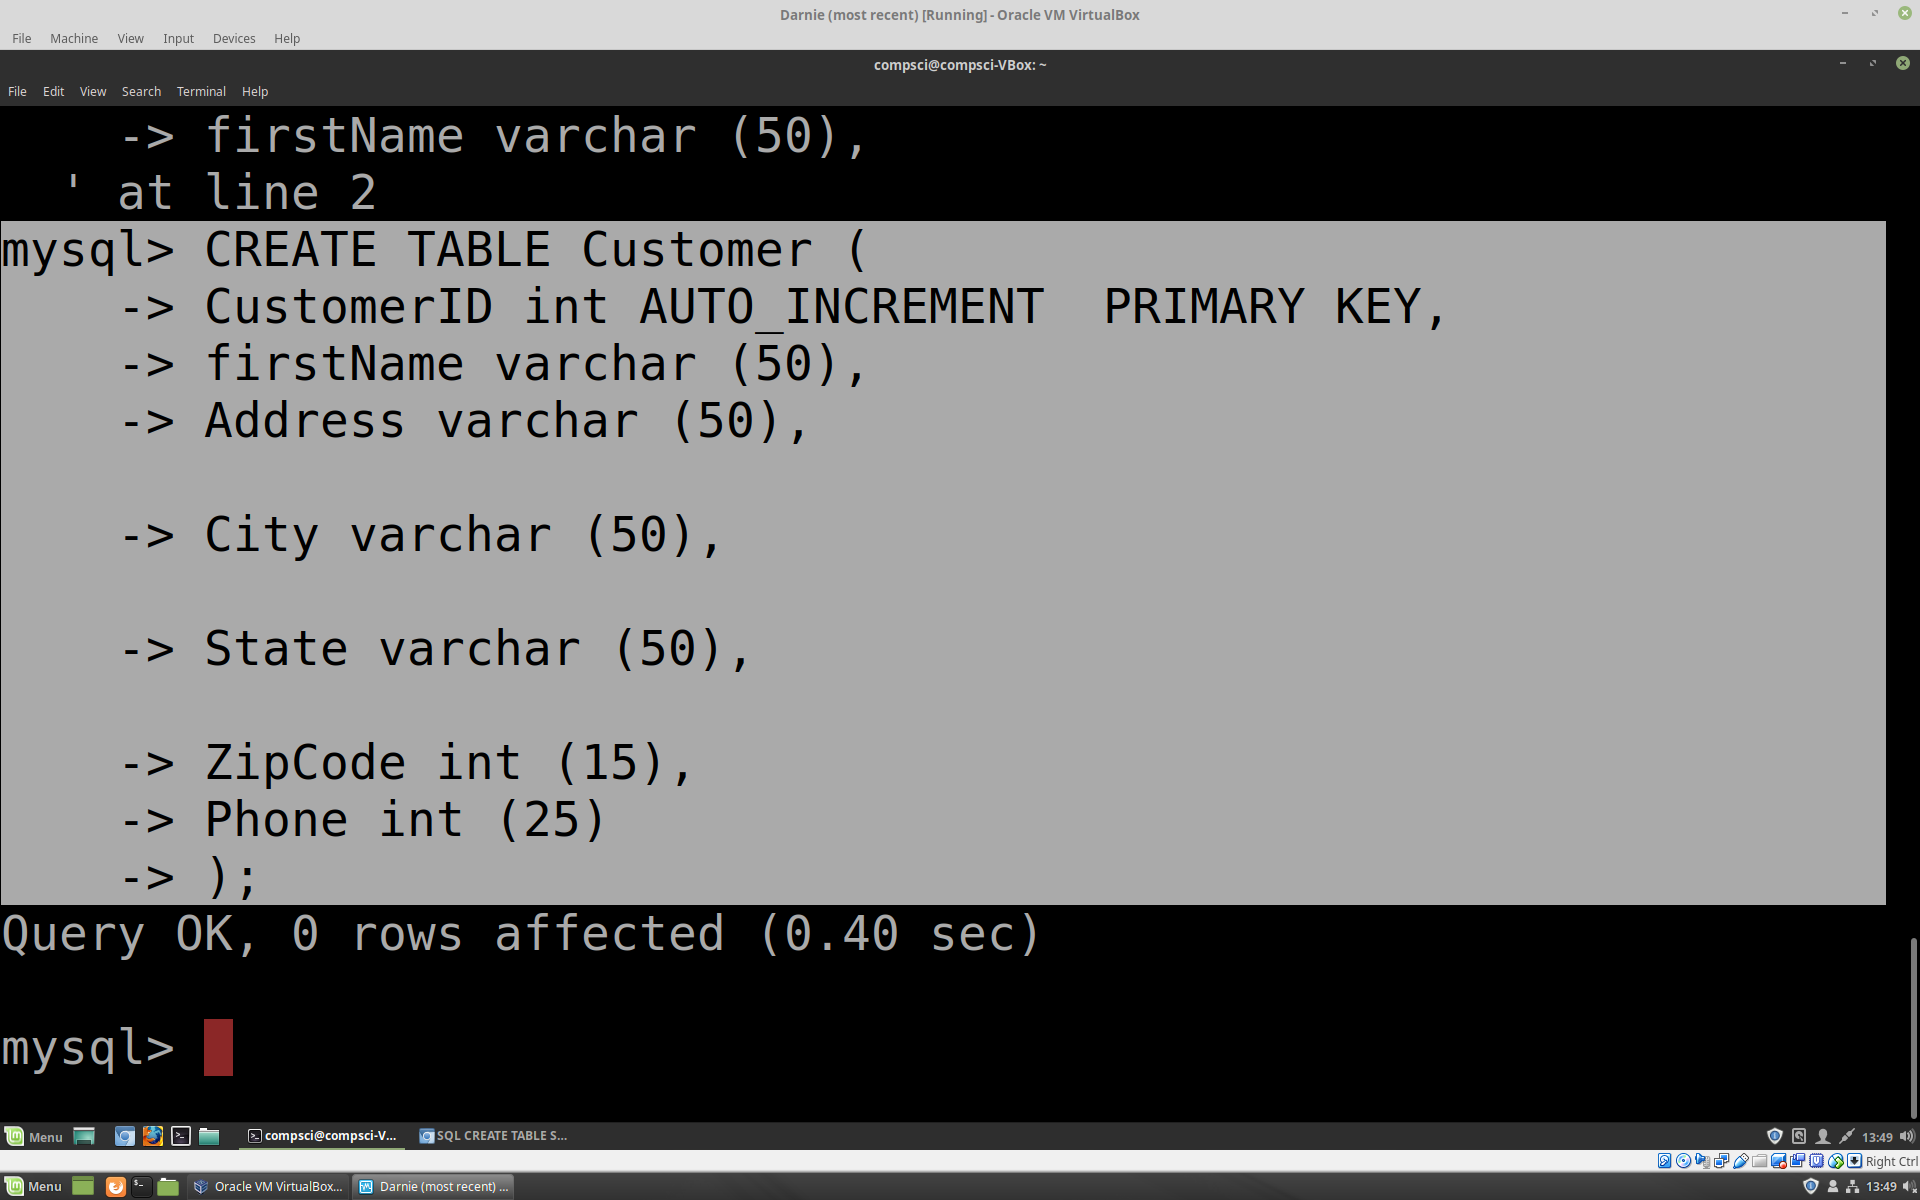 Darnie (most recent) [Running] - Oracle VM VirtualBox
File Machine View Input Devices Help
compsci@compsci-VBox: ~
File Edit View Search Terminal Help
-> firstName varchar (50),
' at line 2
mysql> CREATE TABLE Customer (
-> CustomerID int AUTO_INCREMENT  PRIMARY KEY,
-> firstName varchar (50),
-> Address varchar (50),
-> City varchar (50),
-> State varchar (50),
-> ZipCode int (15),
-> Phone int (25)
-> );
Query OK, 0 rows affected (0.40 sec)
mysql>
Menu compsci@compsci-V... SQL CREATE TABLE S... 13:49
Right Ctrl
Menu Oracle VM VirtualBox... Darnie (most recent) ... 13:49